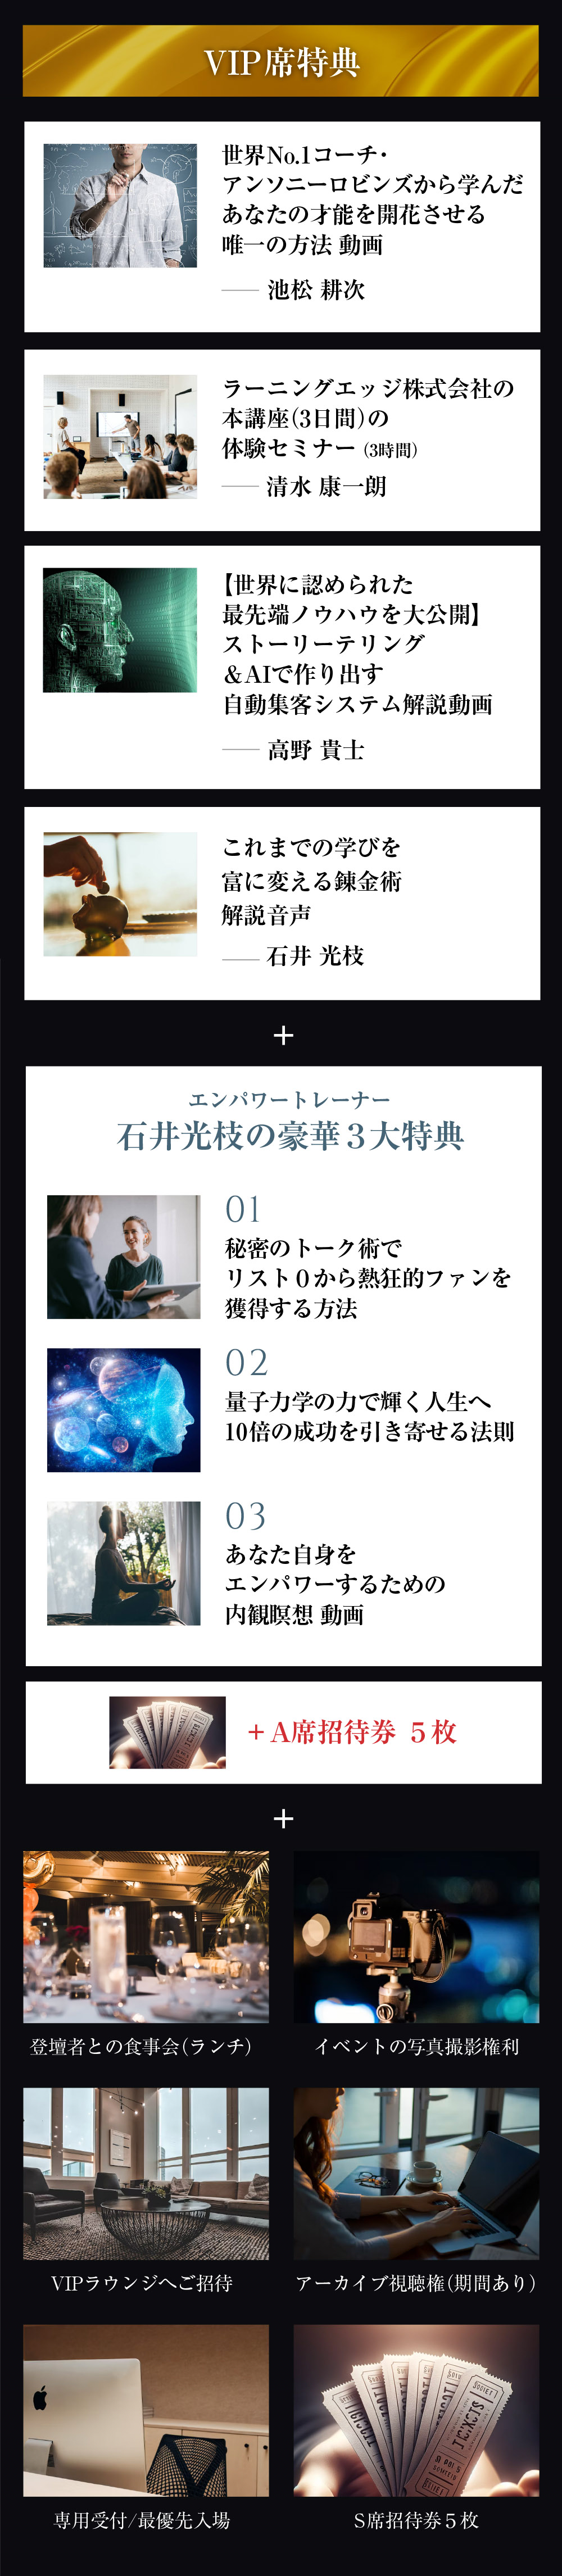 VIP席特典
世界No.1コーチ・
アンソニーロビンズから学んだ
あなたの才能を開花させる
唯一の方法 動画
池松 耕次
ラーニングエッジ株式会社の
本講座(3日間)の
体験セミナー (3時間)
清水 康一朗
【世界に認められた
最先端ノウハウを大公開】
ストーリーテリング
&AIで作り出す
自動集客システム解説動画
高野 貴士
これまでの学びを
富に変える錬金術
解説音声
石井 光枝
+
エンパワートレーナー
石井光枝の豪華3大特典
01
秘密のトーク術で
リスト0から熱狂的ファンを
獲得する方法
02
量子力学の力で輝く人生へ
10倍の成功を引き寄せる法則
03
あなた自身を
エンパワーするための
内観瞑想 動画
+A席招待券 5枚
+
登壇者との食事会(ランチ)
イベントの写真撮影権利
VIPラウンジへご招待
アーカイブ視聴権(期間あり)
専用受付/最優先入場
S席招待券5枚